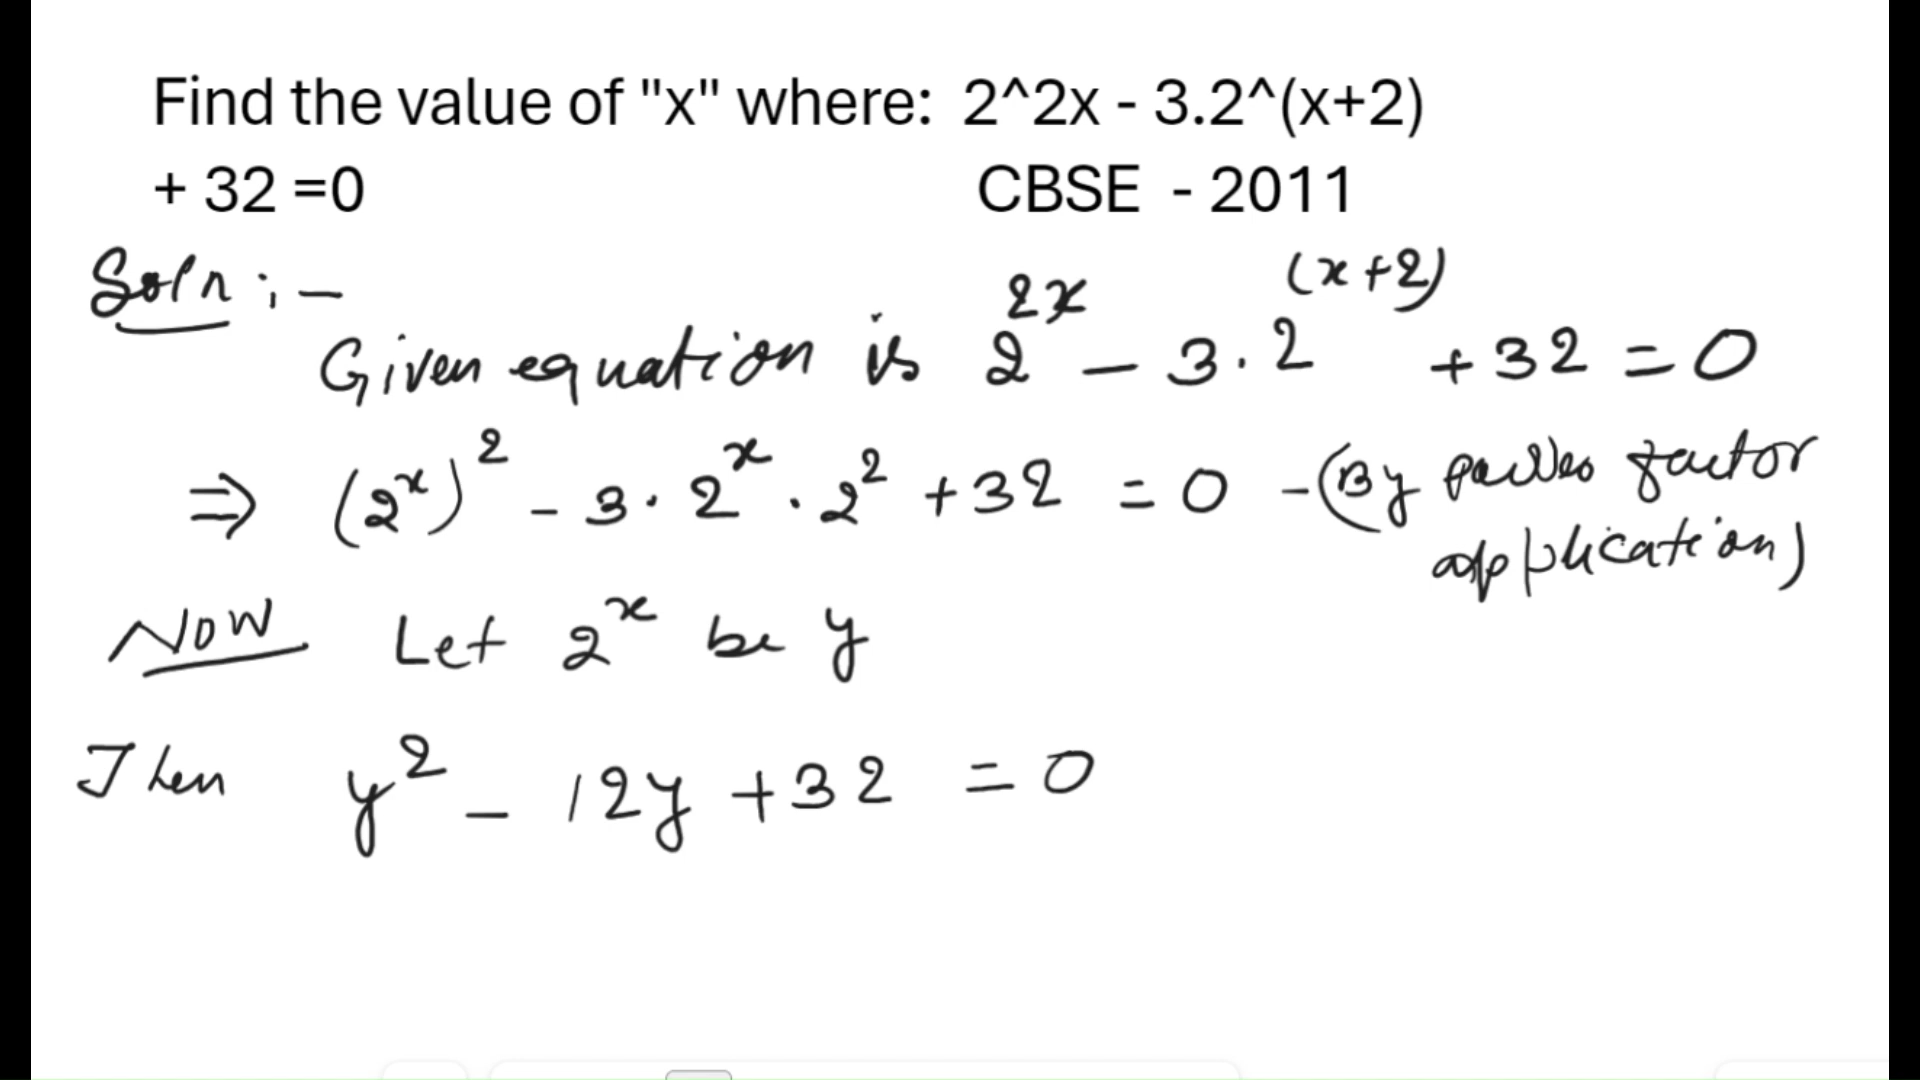 Find the value of "x" where: 2^2x - 3.2^(x+2)
+ 32 =0 CBSE - 2011
Soln :-
Given equation is 2^2x - 3.2^(x+2) + 32 = 0
⇒ (2^x)^2 - 3.2^x.2^2 + 32 = 0 - (By factor
application)
Now Let 2^x be y
Then y^2 - 12y + 32 = 0